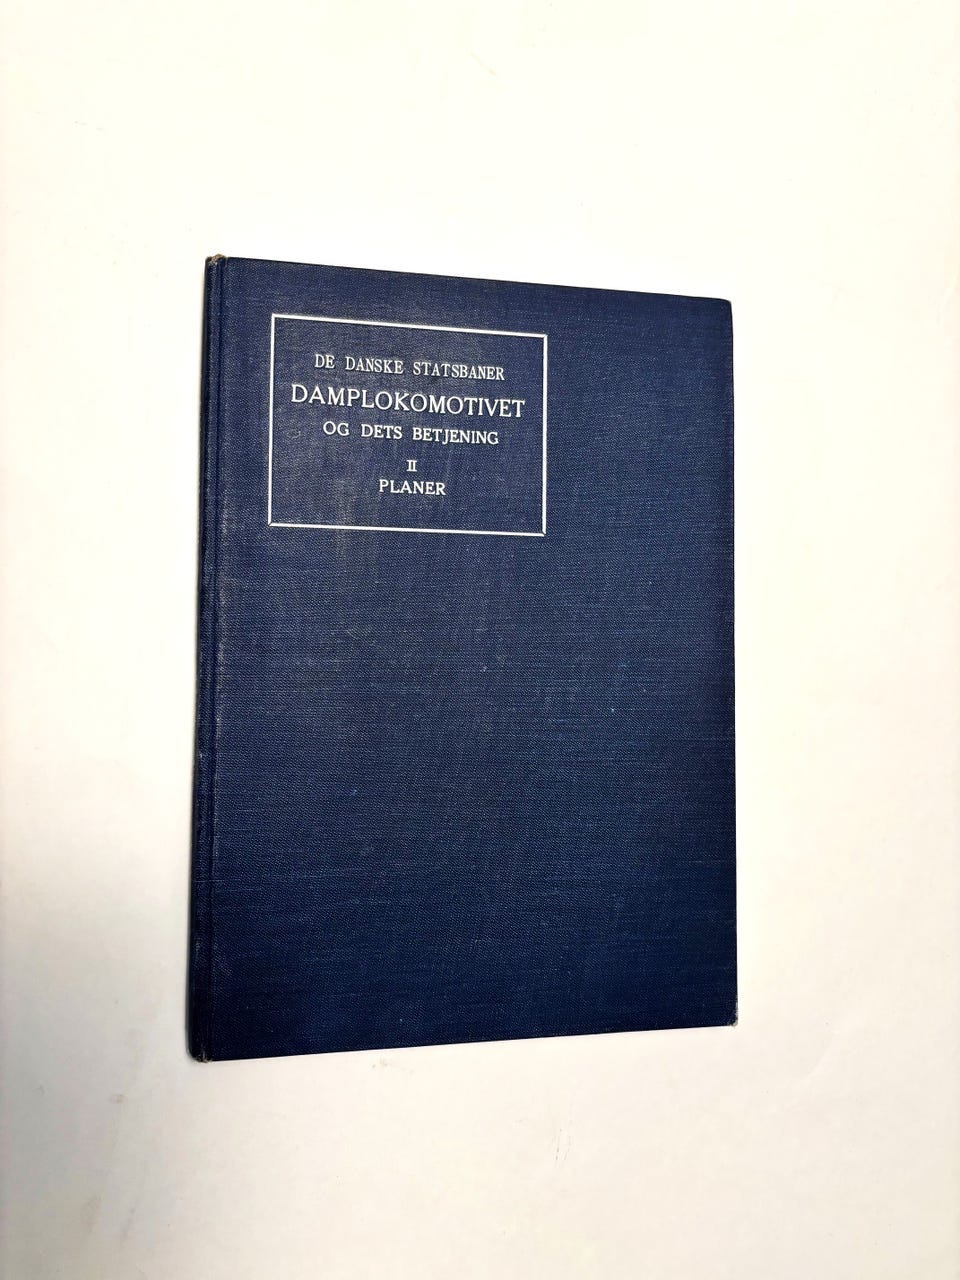 DE DANSKE STATSBANER
DAMPLOKOMOTIVET
OG DETS BETJENING
II
PLANER